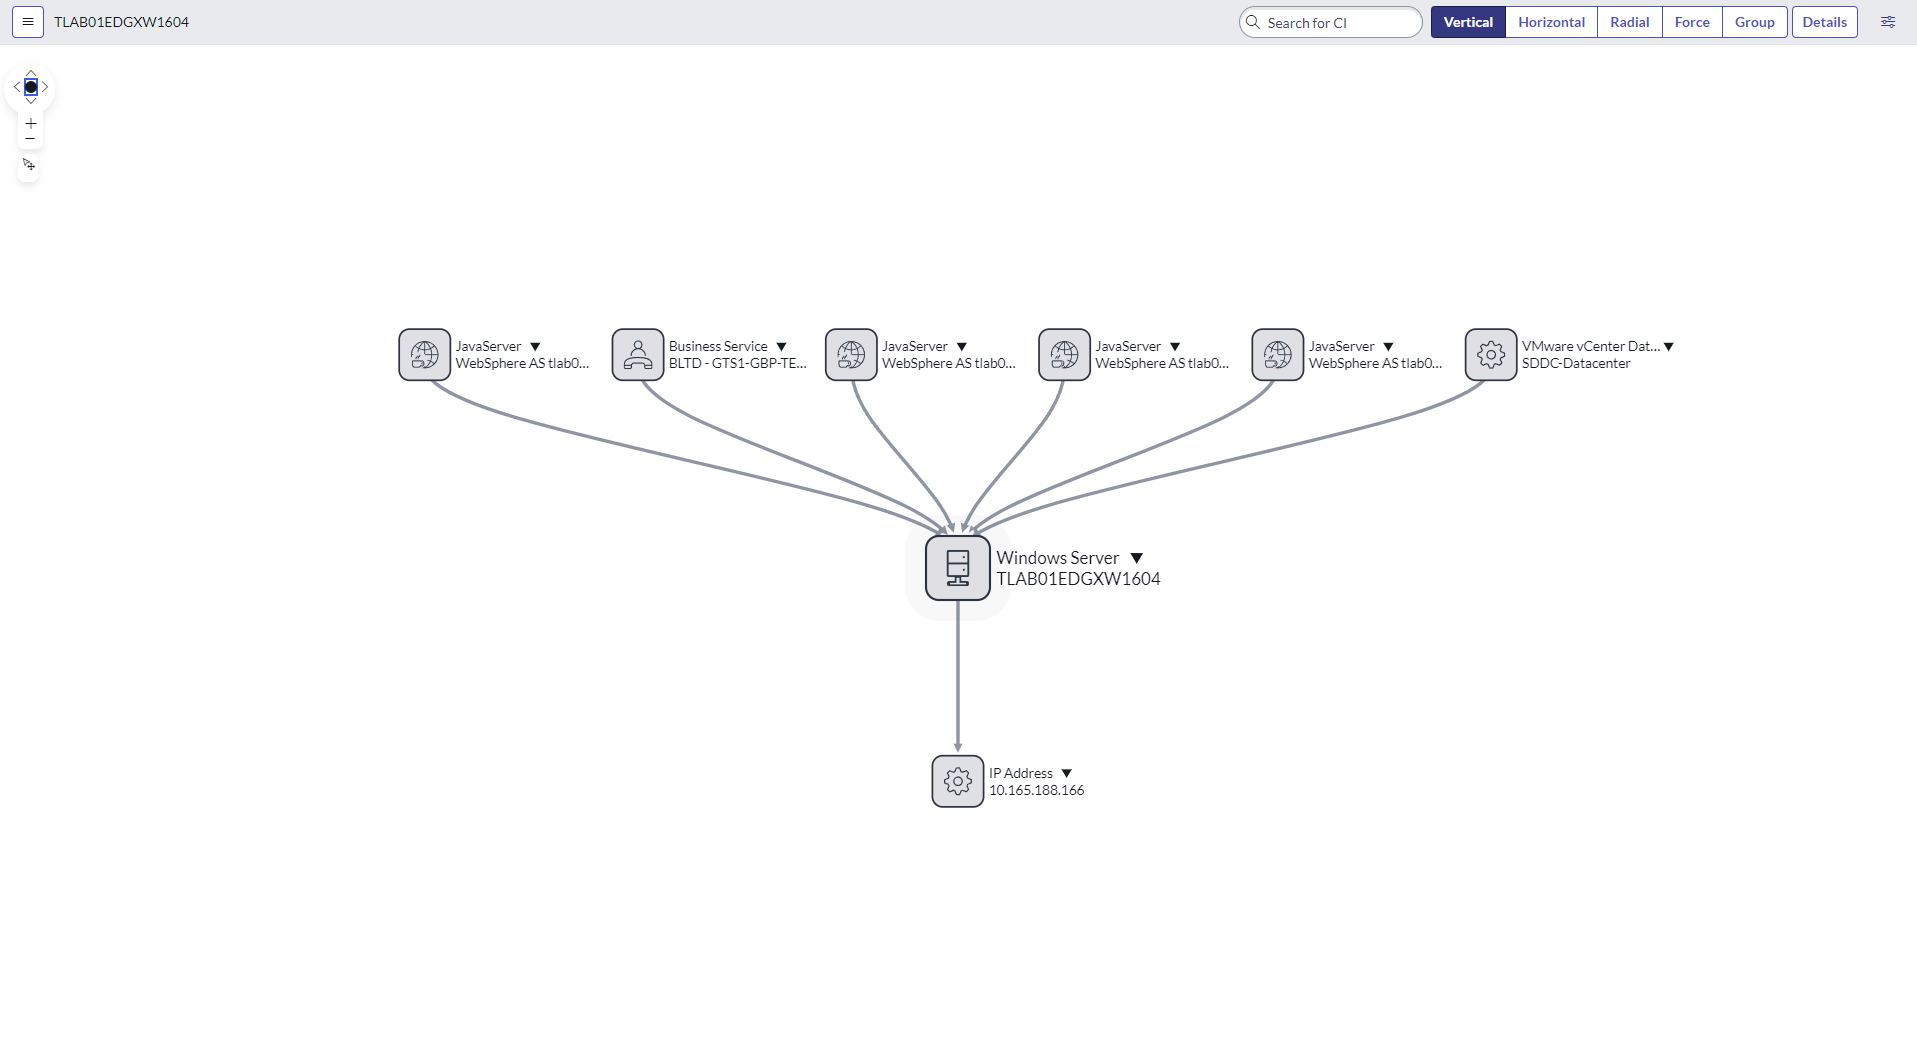 TLAB01EDGXW1604
Search for CI
Vertical
Horizontal
Radial
Force
Group
Details
JavaServer
WebSphere AS tlab0...
Business Service
BLTD - GTS1-GBP-TE...
JavaServer
WebSphere AS tlab0...
JavaServer
WebSphere AS tlab0...
JavaServer
WebSphere AS tlab0...
VMware vCenter Dat...
SDDC-Datacenter
Windows Server
TLAB01EDGXW1604
IP Address
10.165.188.166